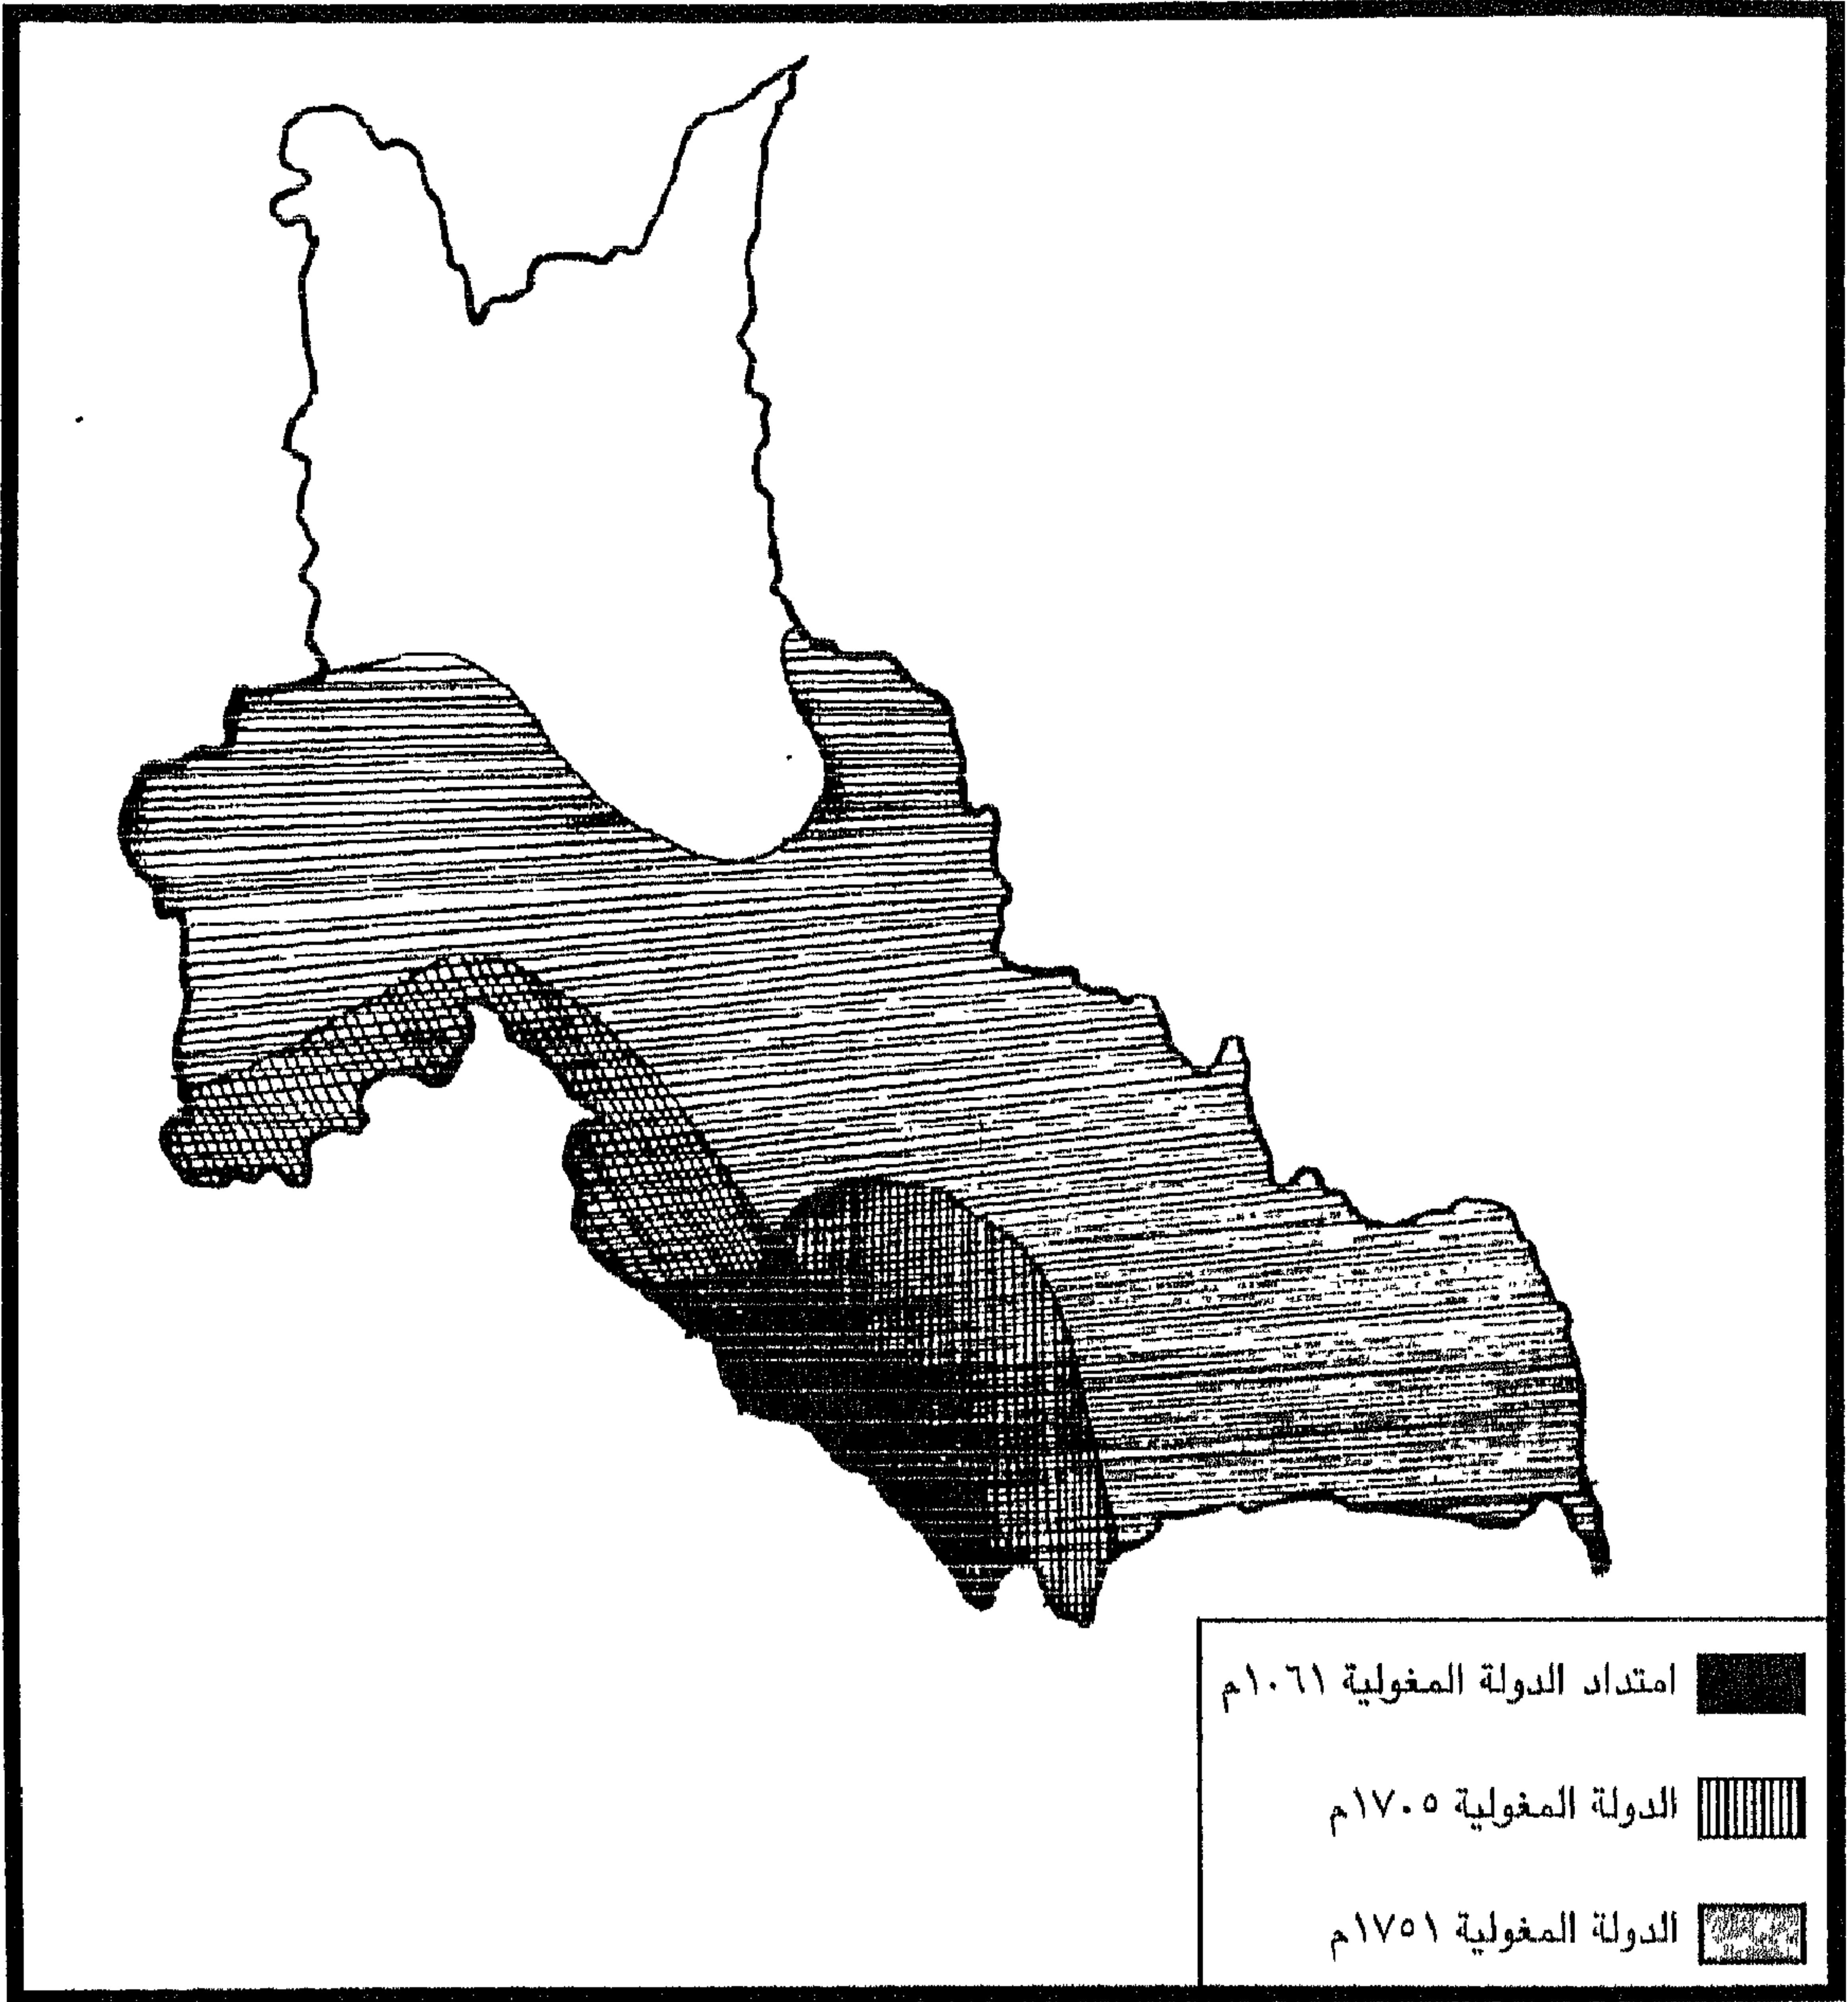 امتداد الدولة المغولية ١٠٦١م
الدولة المغولية ١٧٠٥م
الدولة المغولية ١٧٥١م